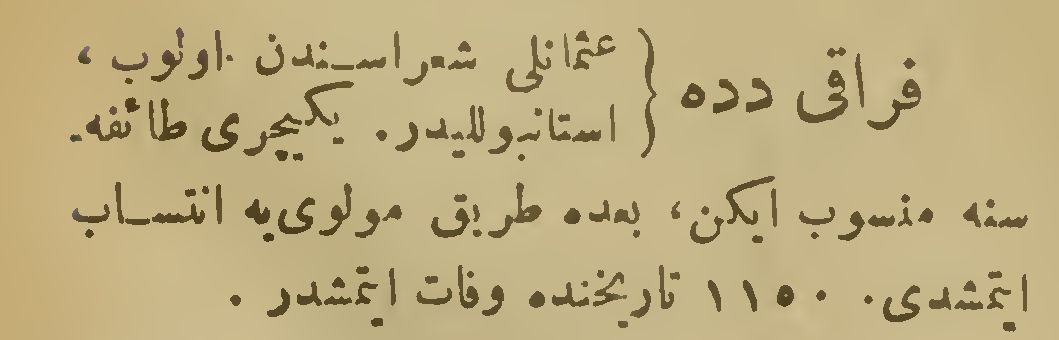 فراقی دده { عثمانلی شعراسندن اولوب ،
استانبوللیدر. یکیچری طائفه-
سنه منسوب ایکن، بعده طریق مولوی‌یه انتساب
ایتمشدی. ١١٥٠ تاریخنده وفات ایتمشدر .